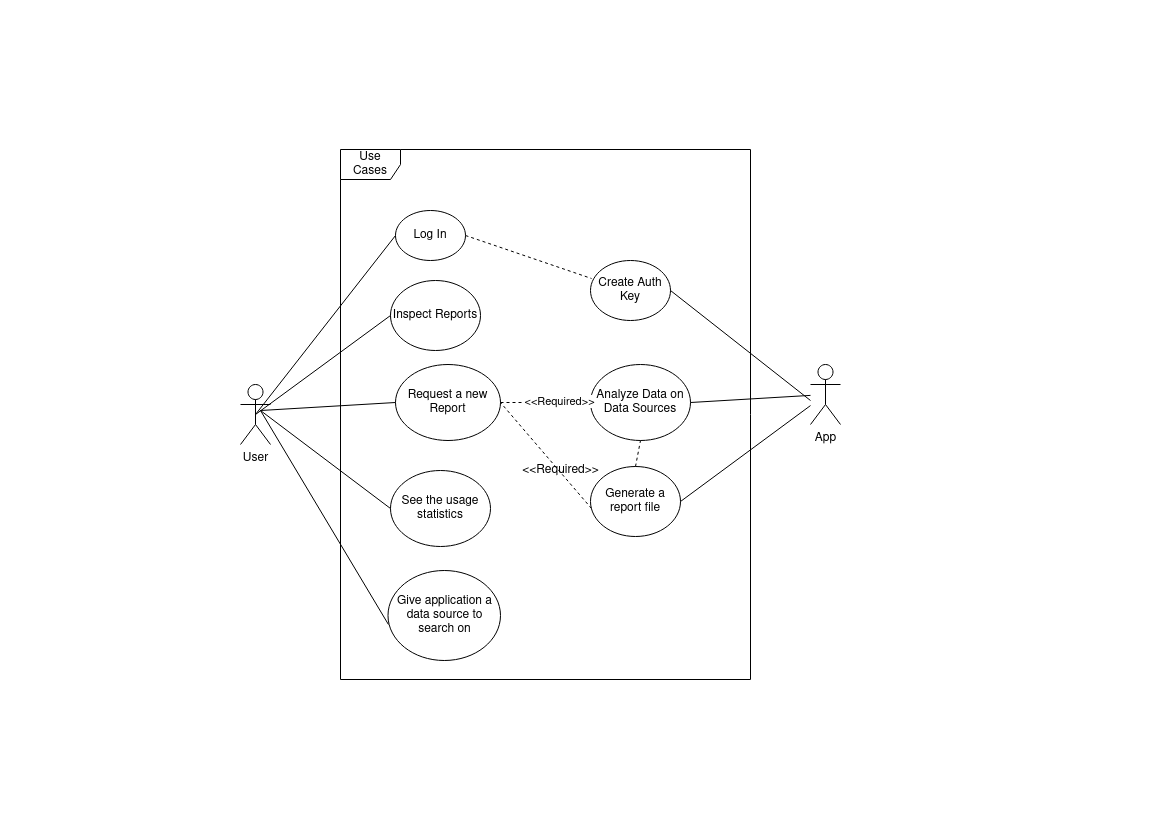 Use
Cases
Log In
Create Auth
Key
Inspect Reports
Request a new
Report
<<Required>>
Analyze Data on
Data Sources
User
App
<<Required>>
See the usage
statistics
Generate a
report file
Give application a
data source to
search on